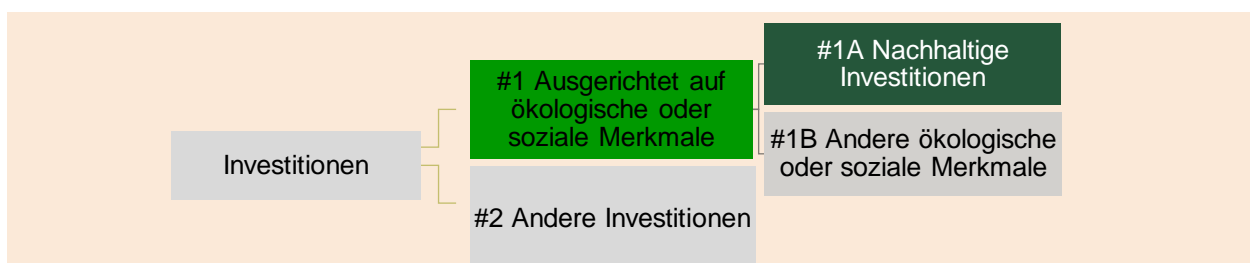 Investitionen
#1 Ausgerichtet auf
ökologische oder
soziale Merkmale
#2 Andere Investitionen
#1A Nachhaltige
Investitionen
#1B Andere ökologische
oder soziale Merkmale